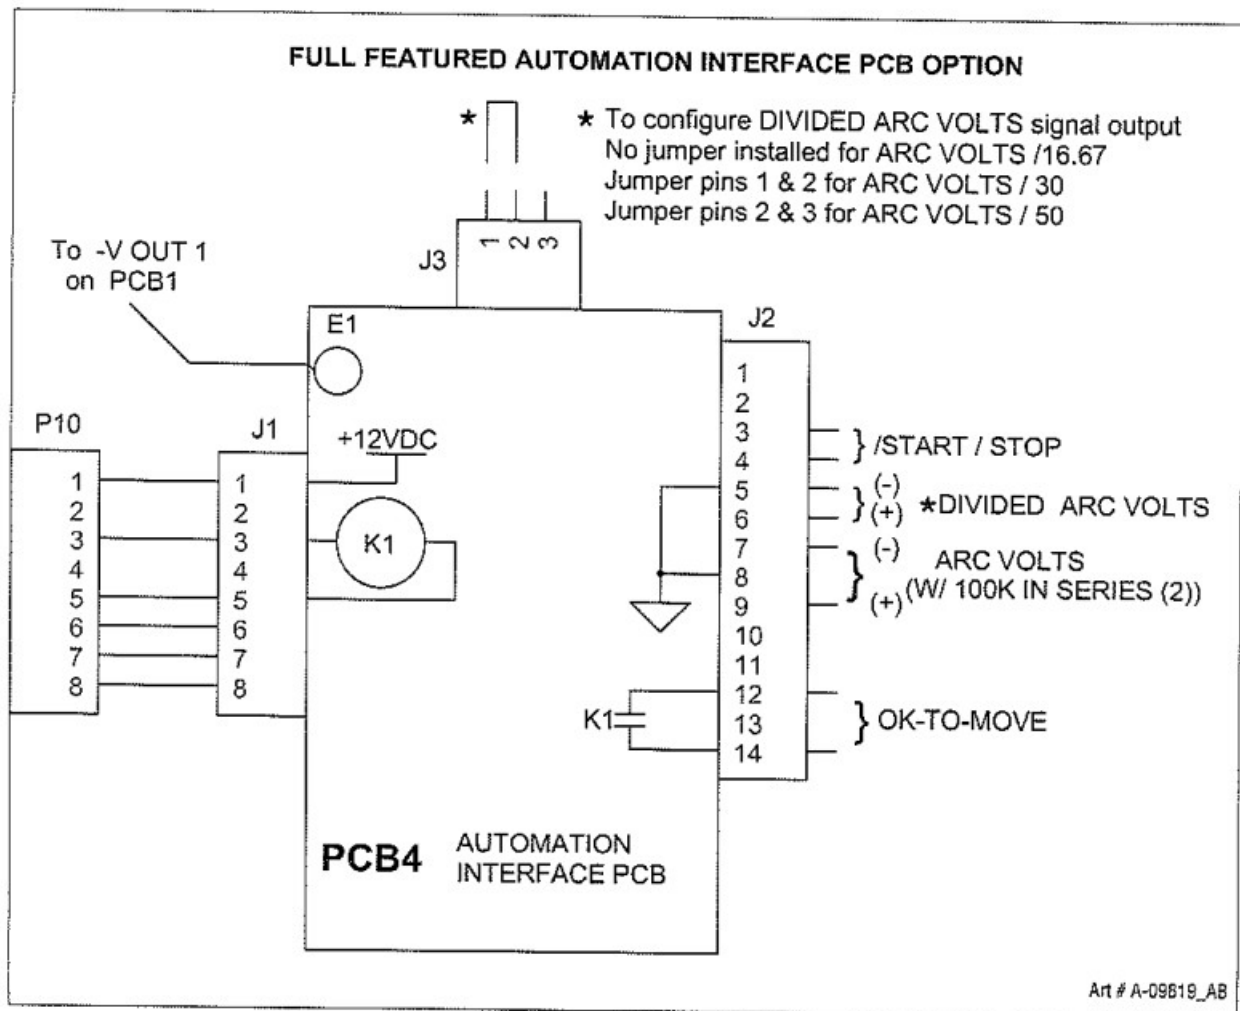 FULL FEATURED AUTOMATION INTERFACE PCB OPTION
*
* To configure DIVIDED ARC VOLTS signal output
No jumper installed for ARC VOLTS /16.67
Jumper pins 1 & 2 for ARC VOLTS / 30
Jumper pins 2 & 3 for ARC VOLTS / 50
To -V OUT 1
on PCB1
J3
1 2 3
E1
J2
P10
J1
+12VDC
K1
1
2
3
4
5
6
7
8
1
2
3
4
5
6
7
8
1
2
3
4
5
6
7
8
9
10
11
12
13
14
} /START / STOP
(-)
(+)
} *DIVIDED ARC VOLTS
(-)
(+)
} ARC VOLTS
(W/ 100K IN SERIES (2))
K1
} OK-TO-MOVE
PCB4
AUTOMATION
INTERFACE PCB
Art # A-09819_AB